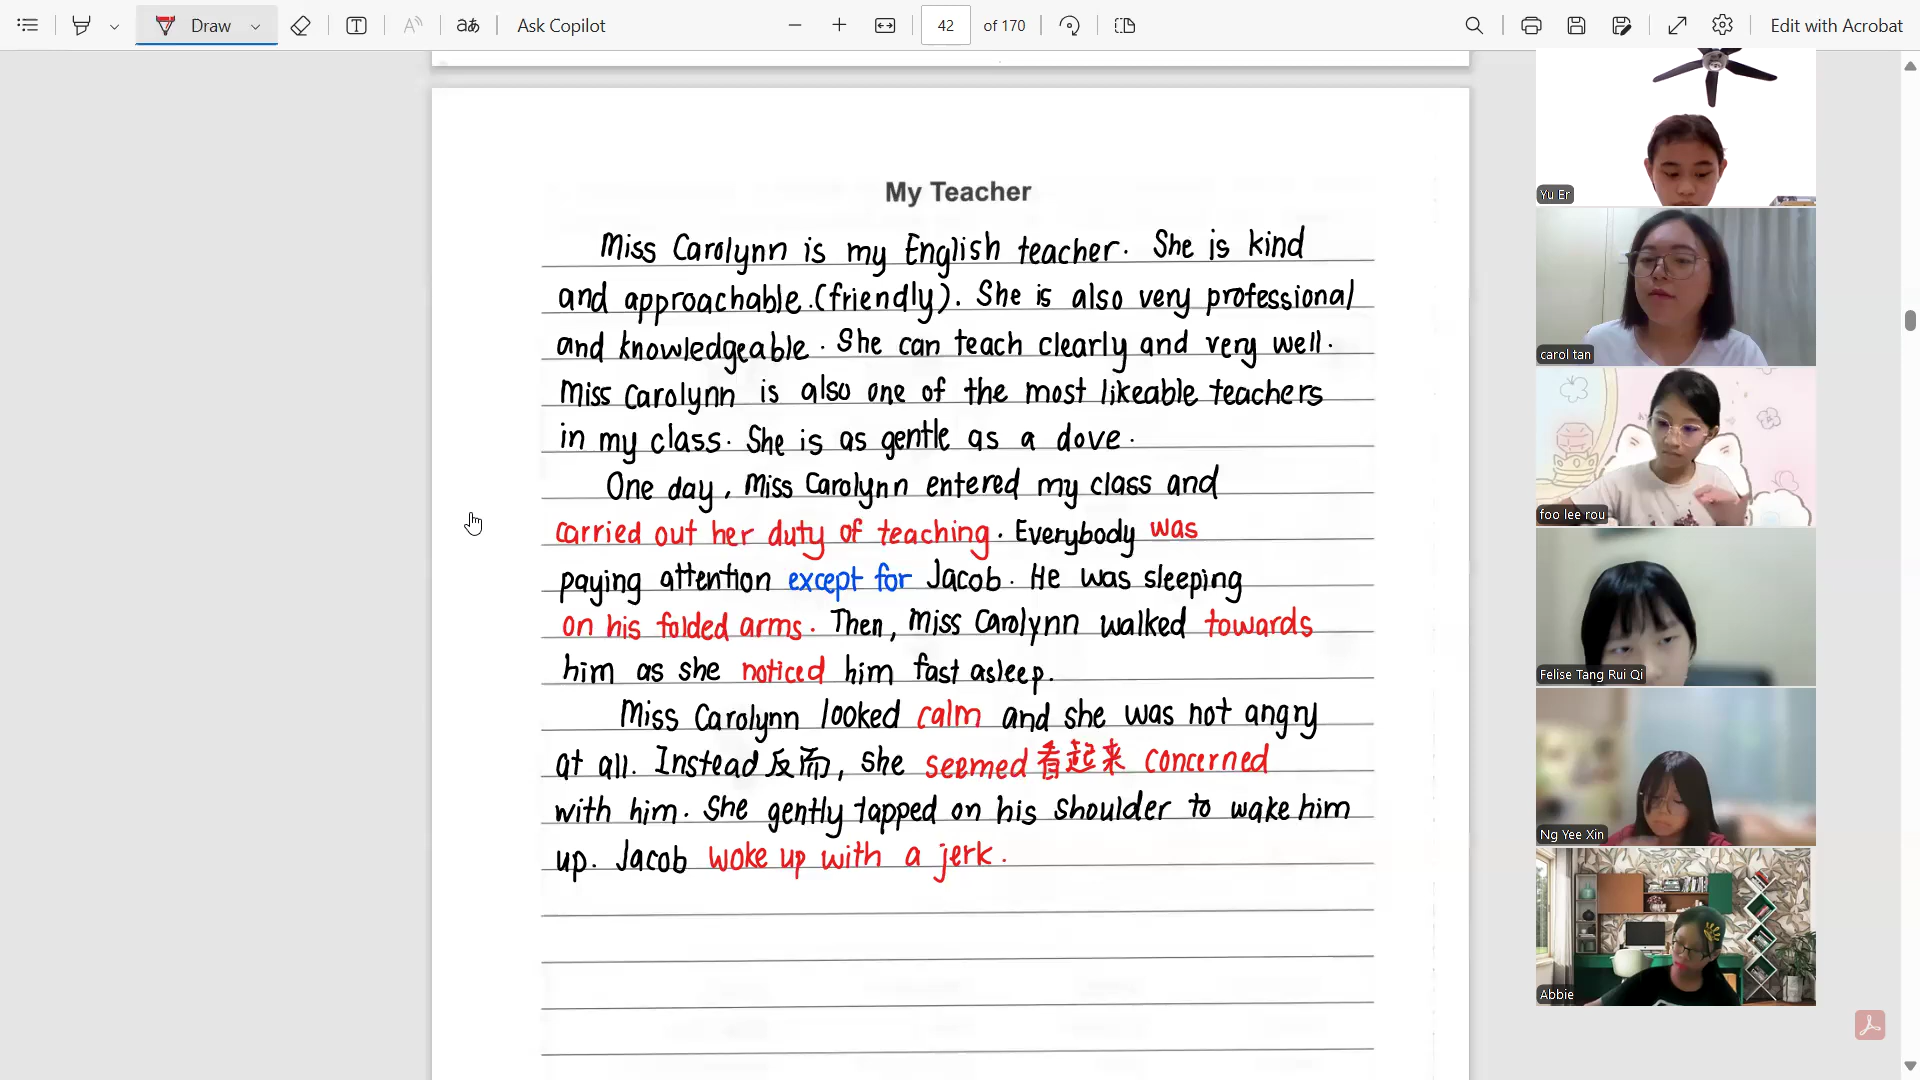 Draw
Ask Copilot
42 of 170
Edit with Acrobat
My Teacher
Miss Carolynn is my English teacher. She is kind
and approachable.(friendly). She is also very professional
and knowledgeable. She can teach clearly and very well.
Miss Carolynn is also one of the most likeable teachers
in my class. She is as gentle as a dove.
One day, Miss Carolynn entered my class and
carried out her duty of teaching. Everybody was
paying attention except for Jacob. He was sleeping
on his folded arms. Then, Miss Carolynn walked towards
him as she noticed him fast asleep.
Miss Carolynn looked calm and she was not angry
at all. Instead 反而, she seemed 看起来 concerned
with him. She gently tapped on his shoulder to wake him
up. Jacob woke up with a jerk.
Yu Er
carol tan
foo lee rou
Felise Tang Rui Qi
Ng Yee Xin
Abbie